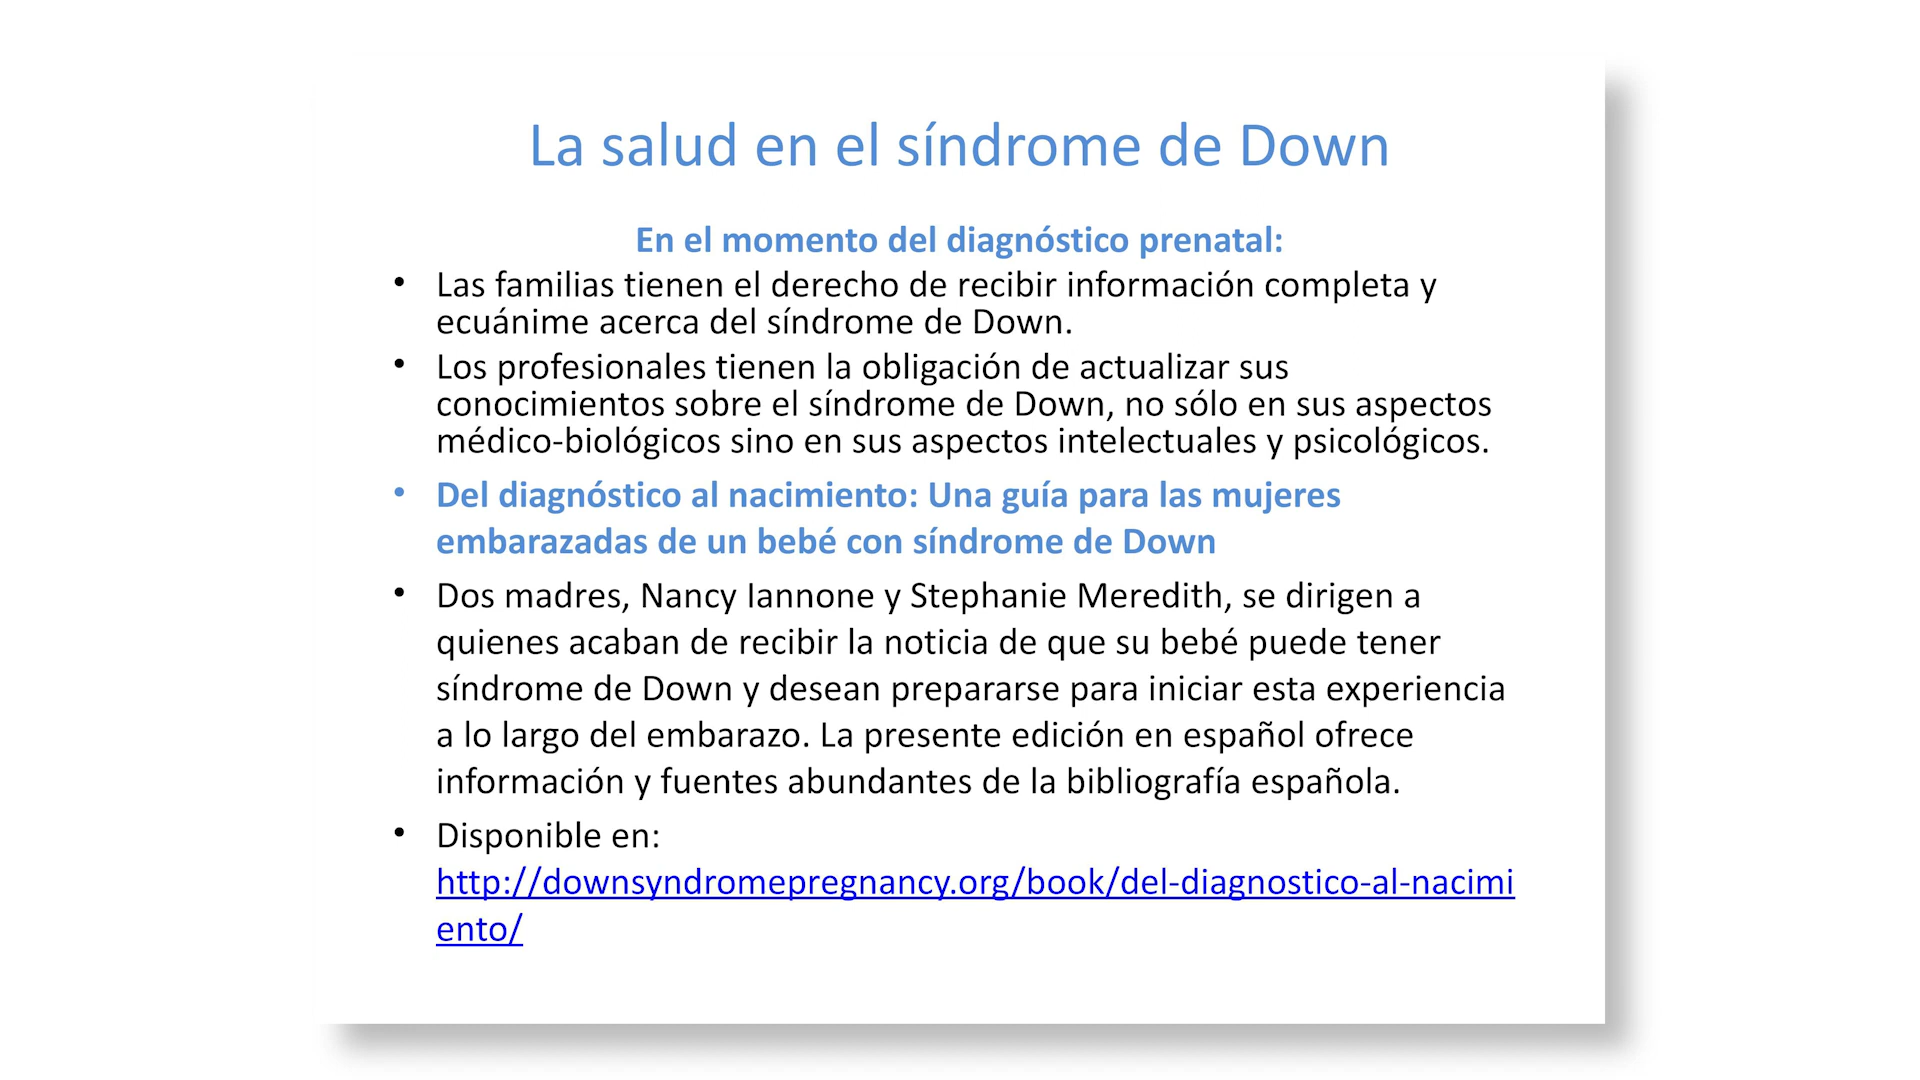 La salud en el síndrome de Down
En el momento del diagnóstico prenatal:
• Las familias tienen el derecho de recibir información completa y
ecuánime acerca del síndrome de Down.
• Los profesionales tienen la obligación de actualizar sus
conocimientos sobre el síndrome de Down, no sólo en sus aspectos
médico-biológicos sino en sus aspectos intelectuales y psicológicos.
• Del diagnóstico al nacimiento: Una guía para las mujeres
embarazadas de un bebé con síndrome de Down
• Dos madres, Nancy Iannone y Stephanie Meredith, se dirigen a
quienes acaban de recibir la noticia de que su bebé puede tener
síndrome de Down y desean prepararse para iniciar esta experiencia
a lo largo del embarazo. La presente edición en español ofrece
información y fuentes abundantes de la bibliografía española.
• Disponible en:
http://downsyndromepregnancy.org/book/del-diagnostico-al-nacimi
ento/